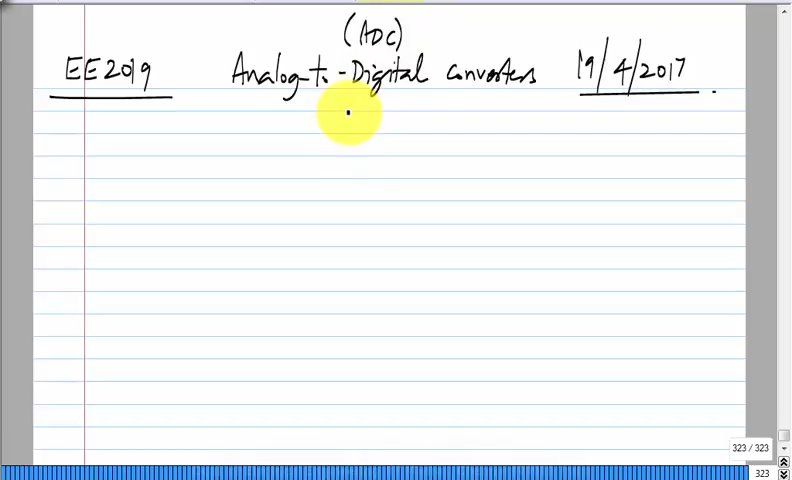 (ADC)
EE2019 Analog-to-Digital converters 19/4/2017
323 / 323
323